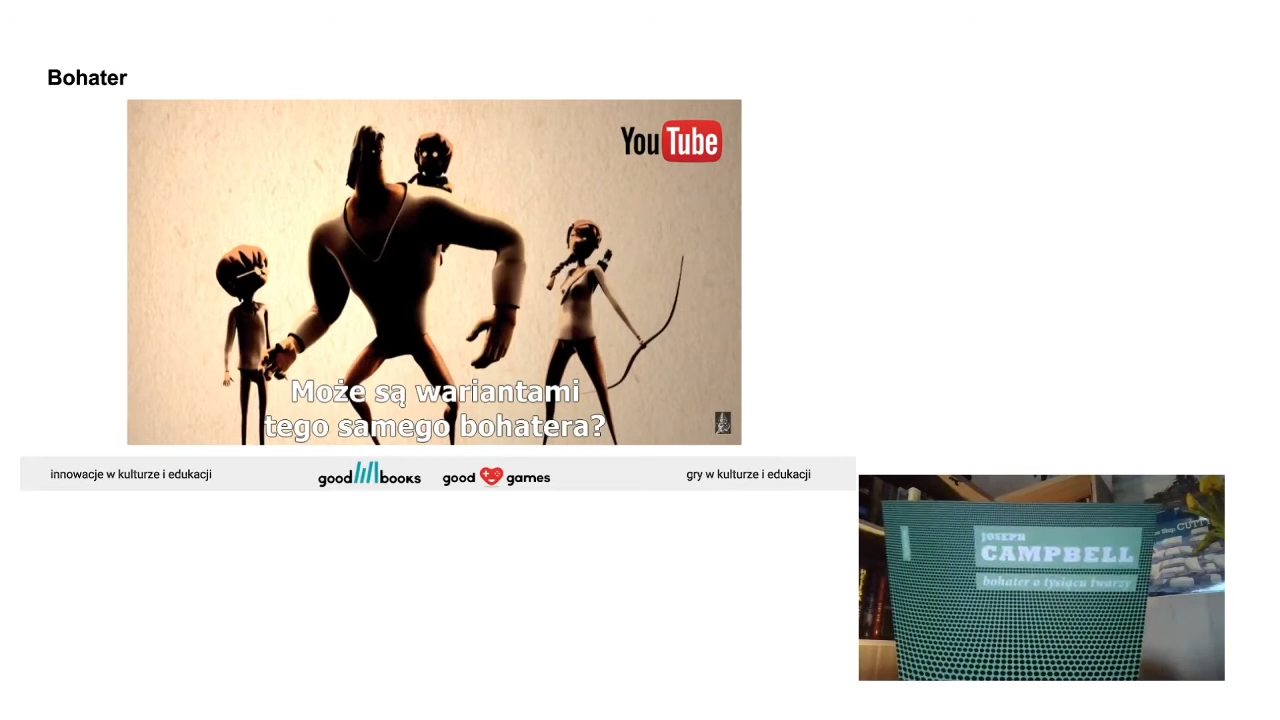 Bohater
YouTube
Może są wariantami
tego samego bohatera?
innowacje w kulturze i edukacji
good books
good games
gry w kulturze i edukacji
JOSEPH
CAMPBELL
bohater o tysiącu twarzy